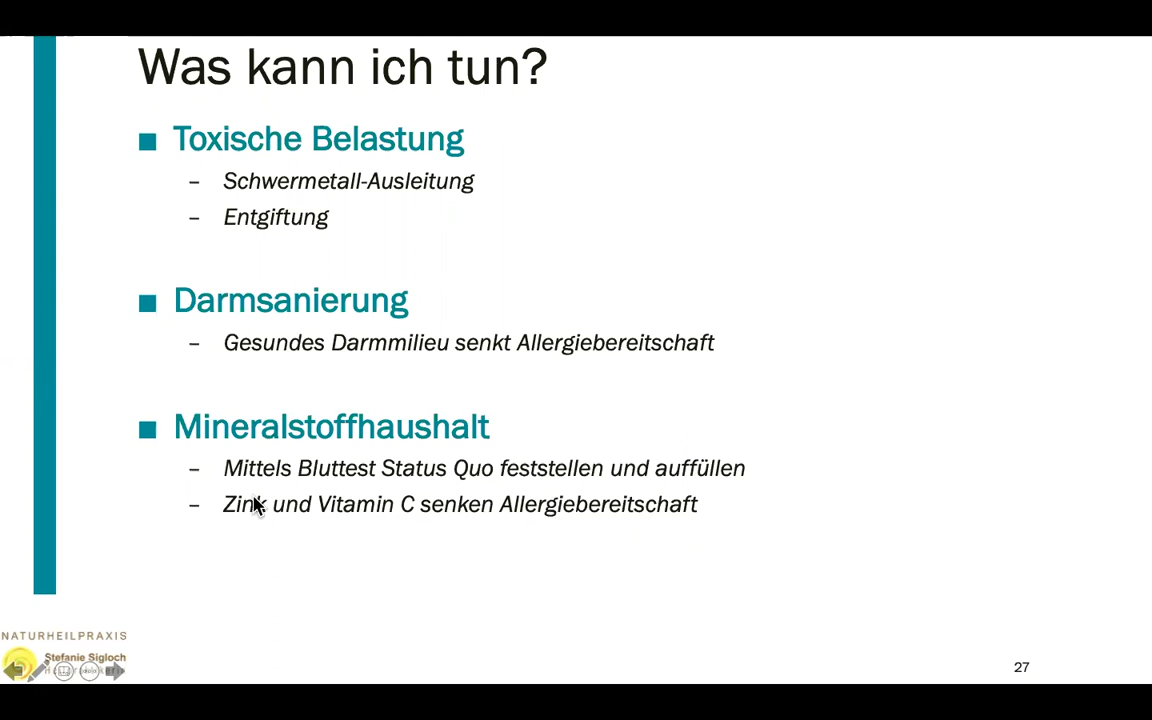 Was kann ich tun?
■ Toxische Belastung
– Schwermetall-Ausleitung
– Entgiftung
■ Darmsanierung
– Gesundes Darmmilieu senkt Allergiebereitschaft
■ Mineralstoffhaushalt
– Mittels Bluttest Status Quo feststellen und auffüllen
– Zink und Vitamin C senken Allergiebereitschaft
NATURHEILPRAXIS
Stefanie Sigloch
27